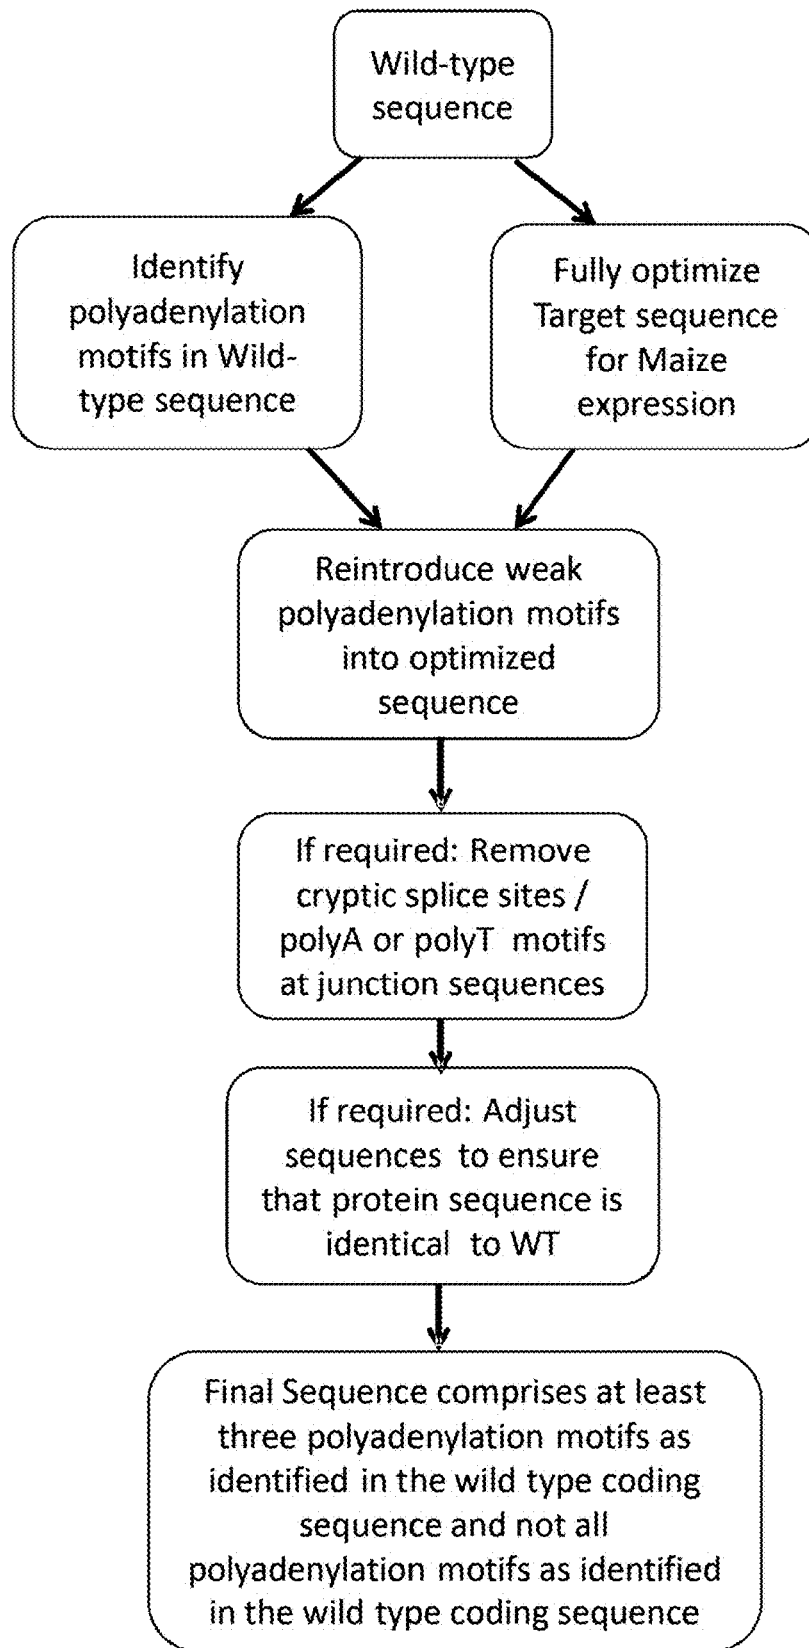 Wild-type
sequence
Identify
polyadenylation
motifs in Wild-
type sequence
Fully optimize
Target sequence
for Maize
expression
Reintroduce weak
polyadenylation motifs
into optimized
sequence
If required: Remove
cryptic splice sites /
polyA or polyT motifs
at junction sequences
If required: Adjust
sequences to ensure
that protein sequence is
identical to WT
Final Sequence comprises at least
three polyadenylation motifs as
identified in the wild type coding
sequence and not all
polyadenylation motifs as identified
in the wild type coding sequence